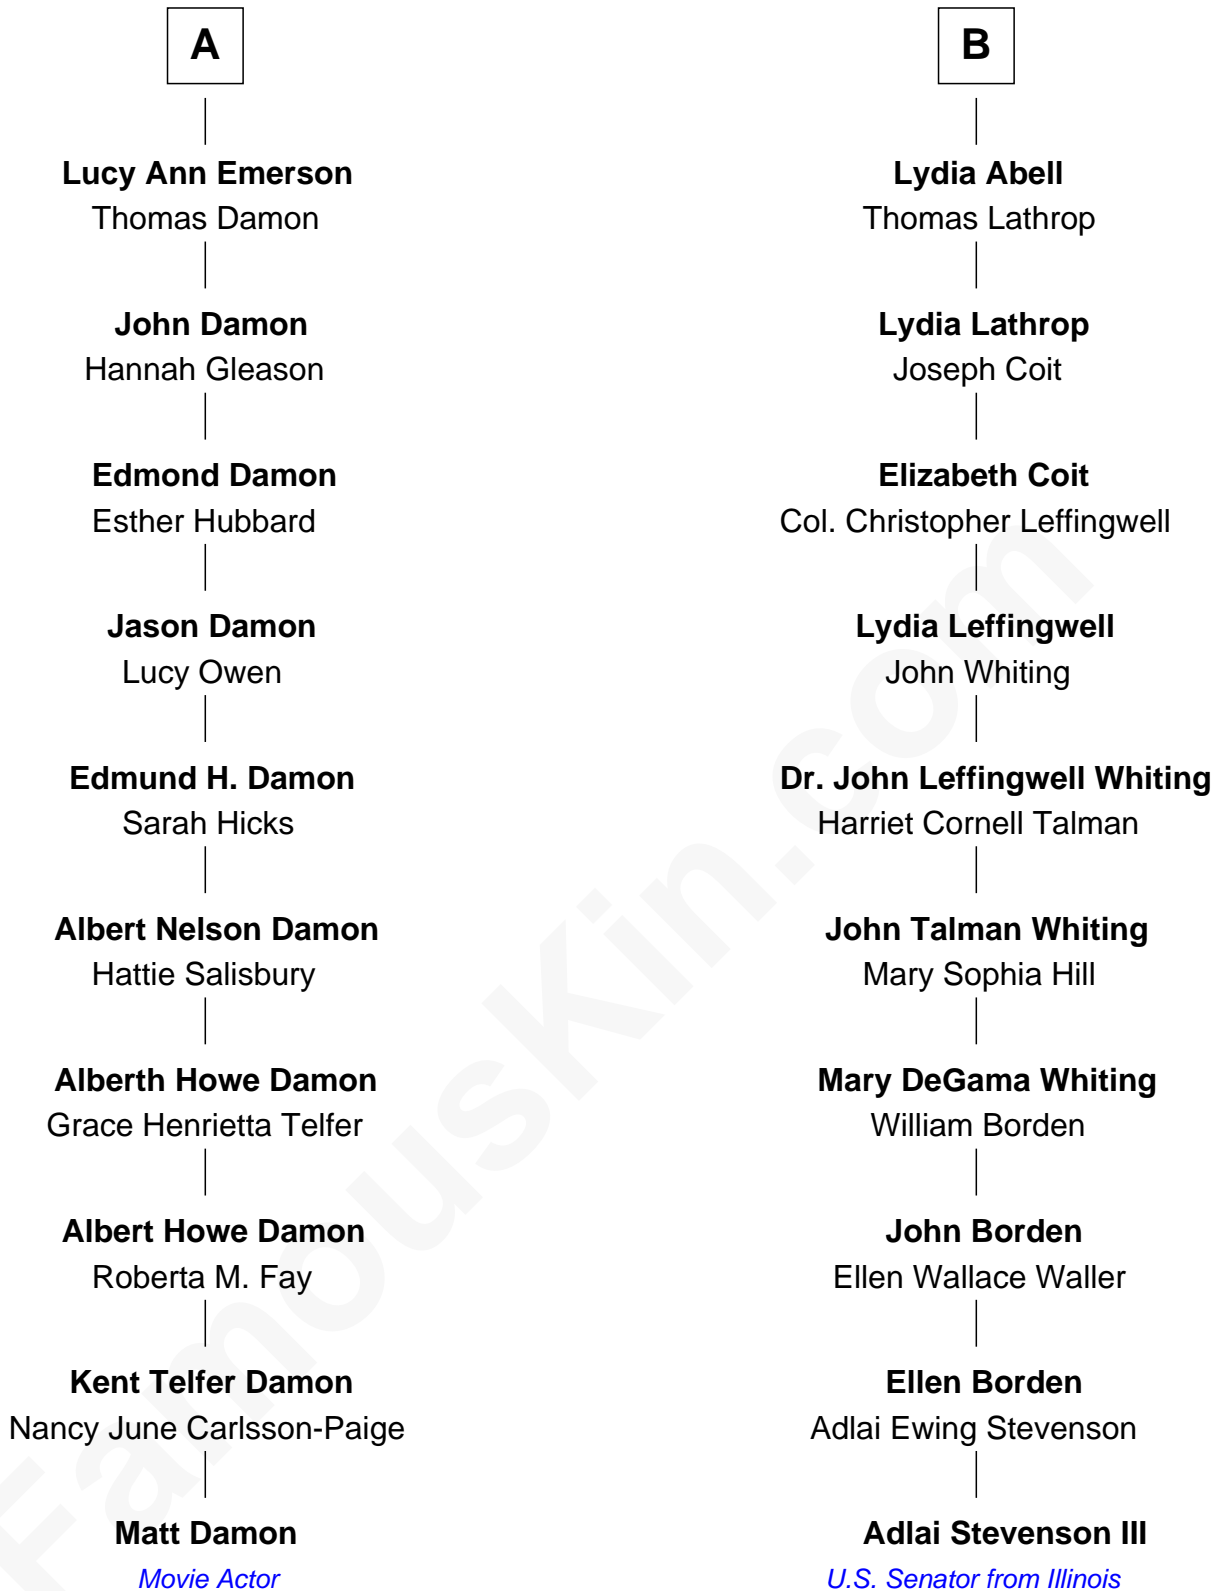 A
Lucy Ann Emerson
Thomas Damon
John Damon
Hannah Gleason
Edmond Damon
Esther Hubbard
Jason Damon
Lucy Owen
Edmund H. Damon
Sarah Hicks
Albert Nelson Damon
Hattie Salisbury
Alberth Howe Damon
Grace Henrietta Telfer
Albert Howe Damon
Roberta M. Fay
Kent Telfer Damon
Nancy June Carlsson-Paige
Matt Damon
Movie Actor
B
Lydia Abell
Thomas Lathrop
Lydia Lathrop
Joseph Coit
Elizabeth Coit
Col. Christopher Leffingwell
Lydia Leffingwell
John Whiting
Dr. John Leffingwell Whiting
Harriet Cornell Talman
John Talman Whiting
Mary Sophia Hill
Mary DeGama Whiting
William Borden
John Borden
Ellen Wallace Waller
Ellen Borden
Adlai Ewing Stevenson
Adlai Stevenson III
U.S. Senator from Illinois
FamousKin.com